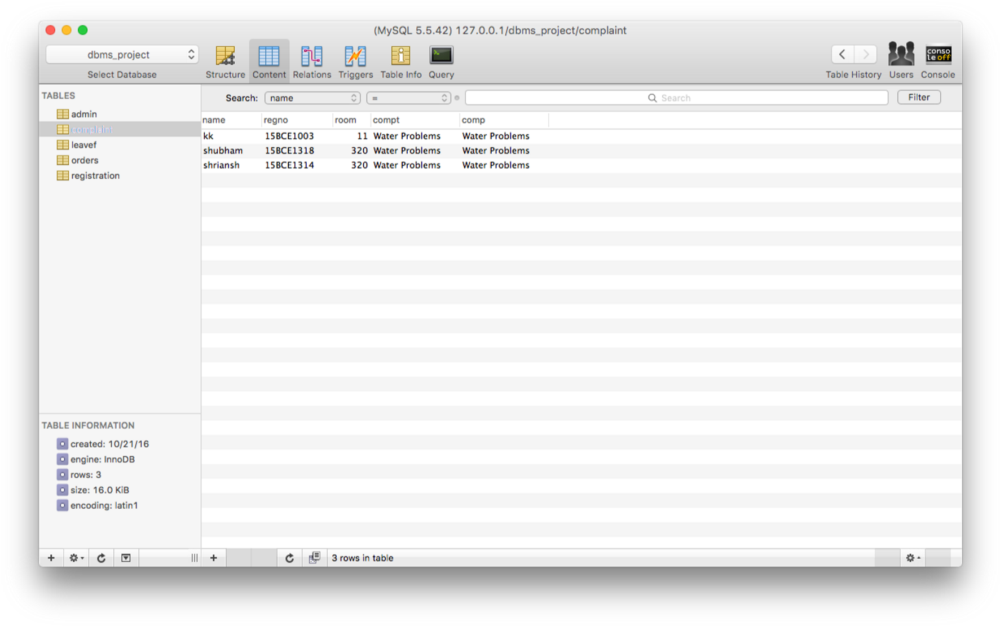 (MySQL 5.5.42) 127.0.0.1/dbms_project/complaint
dbms_project
Select Database
Structure Content Relations Triggers Table Info Query
conso
le off
Table History Users Console
TABLES
admin
complaint
leavef
orders
registration
Search: name = Search Filter
name regno room compt comp
kk 15BCE1003 11 Water Problems Water Problems
shubham 15BCE1318 320 Water Problems Water Problems
shriansh 15BCE1314 320 Water Problems Water Problems
TABLE INFORMATION
created: 10/21/16
engine: InnoDB
rows: 3
size: 16.0 KiB
encoding: latin1
3 rows in table